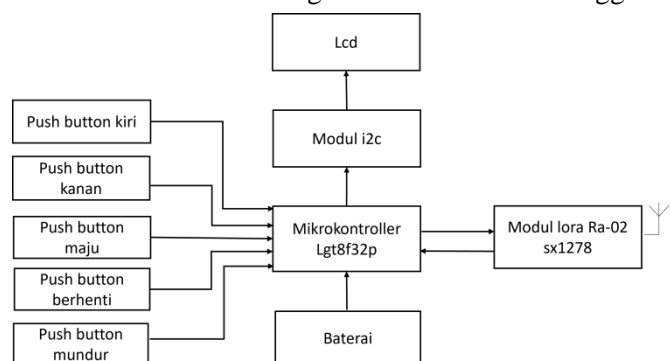 Lcd
Modul i2c
Push button kiri
Push button
kanan
Push button
maju
Push button
berhenti
Push button
mundur
Mikrokontroller
Lgt8f32p
Modul lora Ra-02
sx1278
Baterai